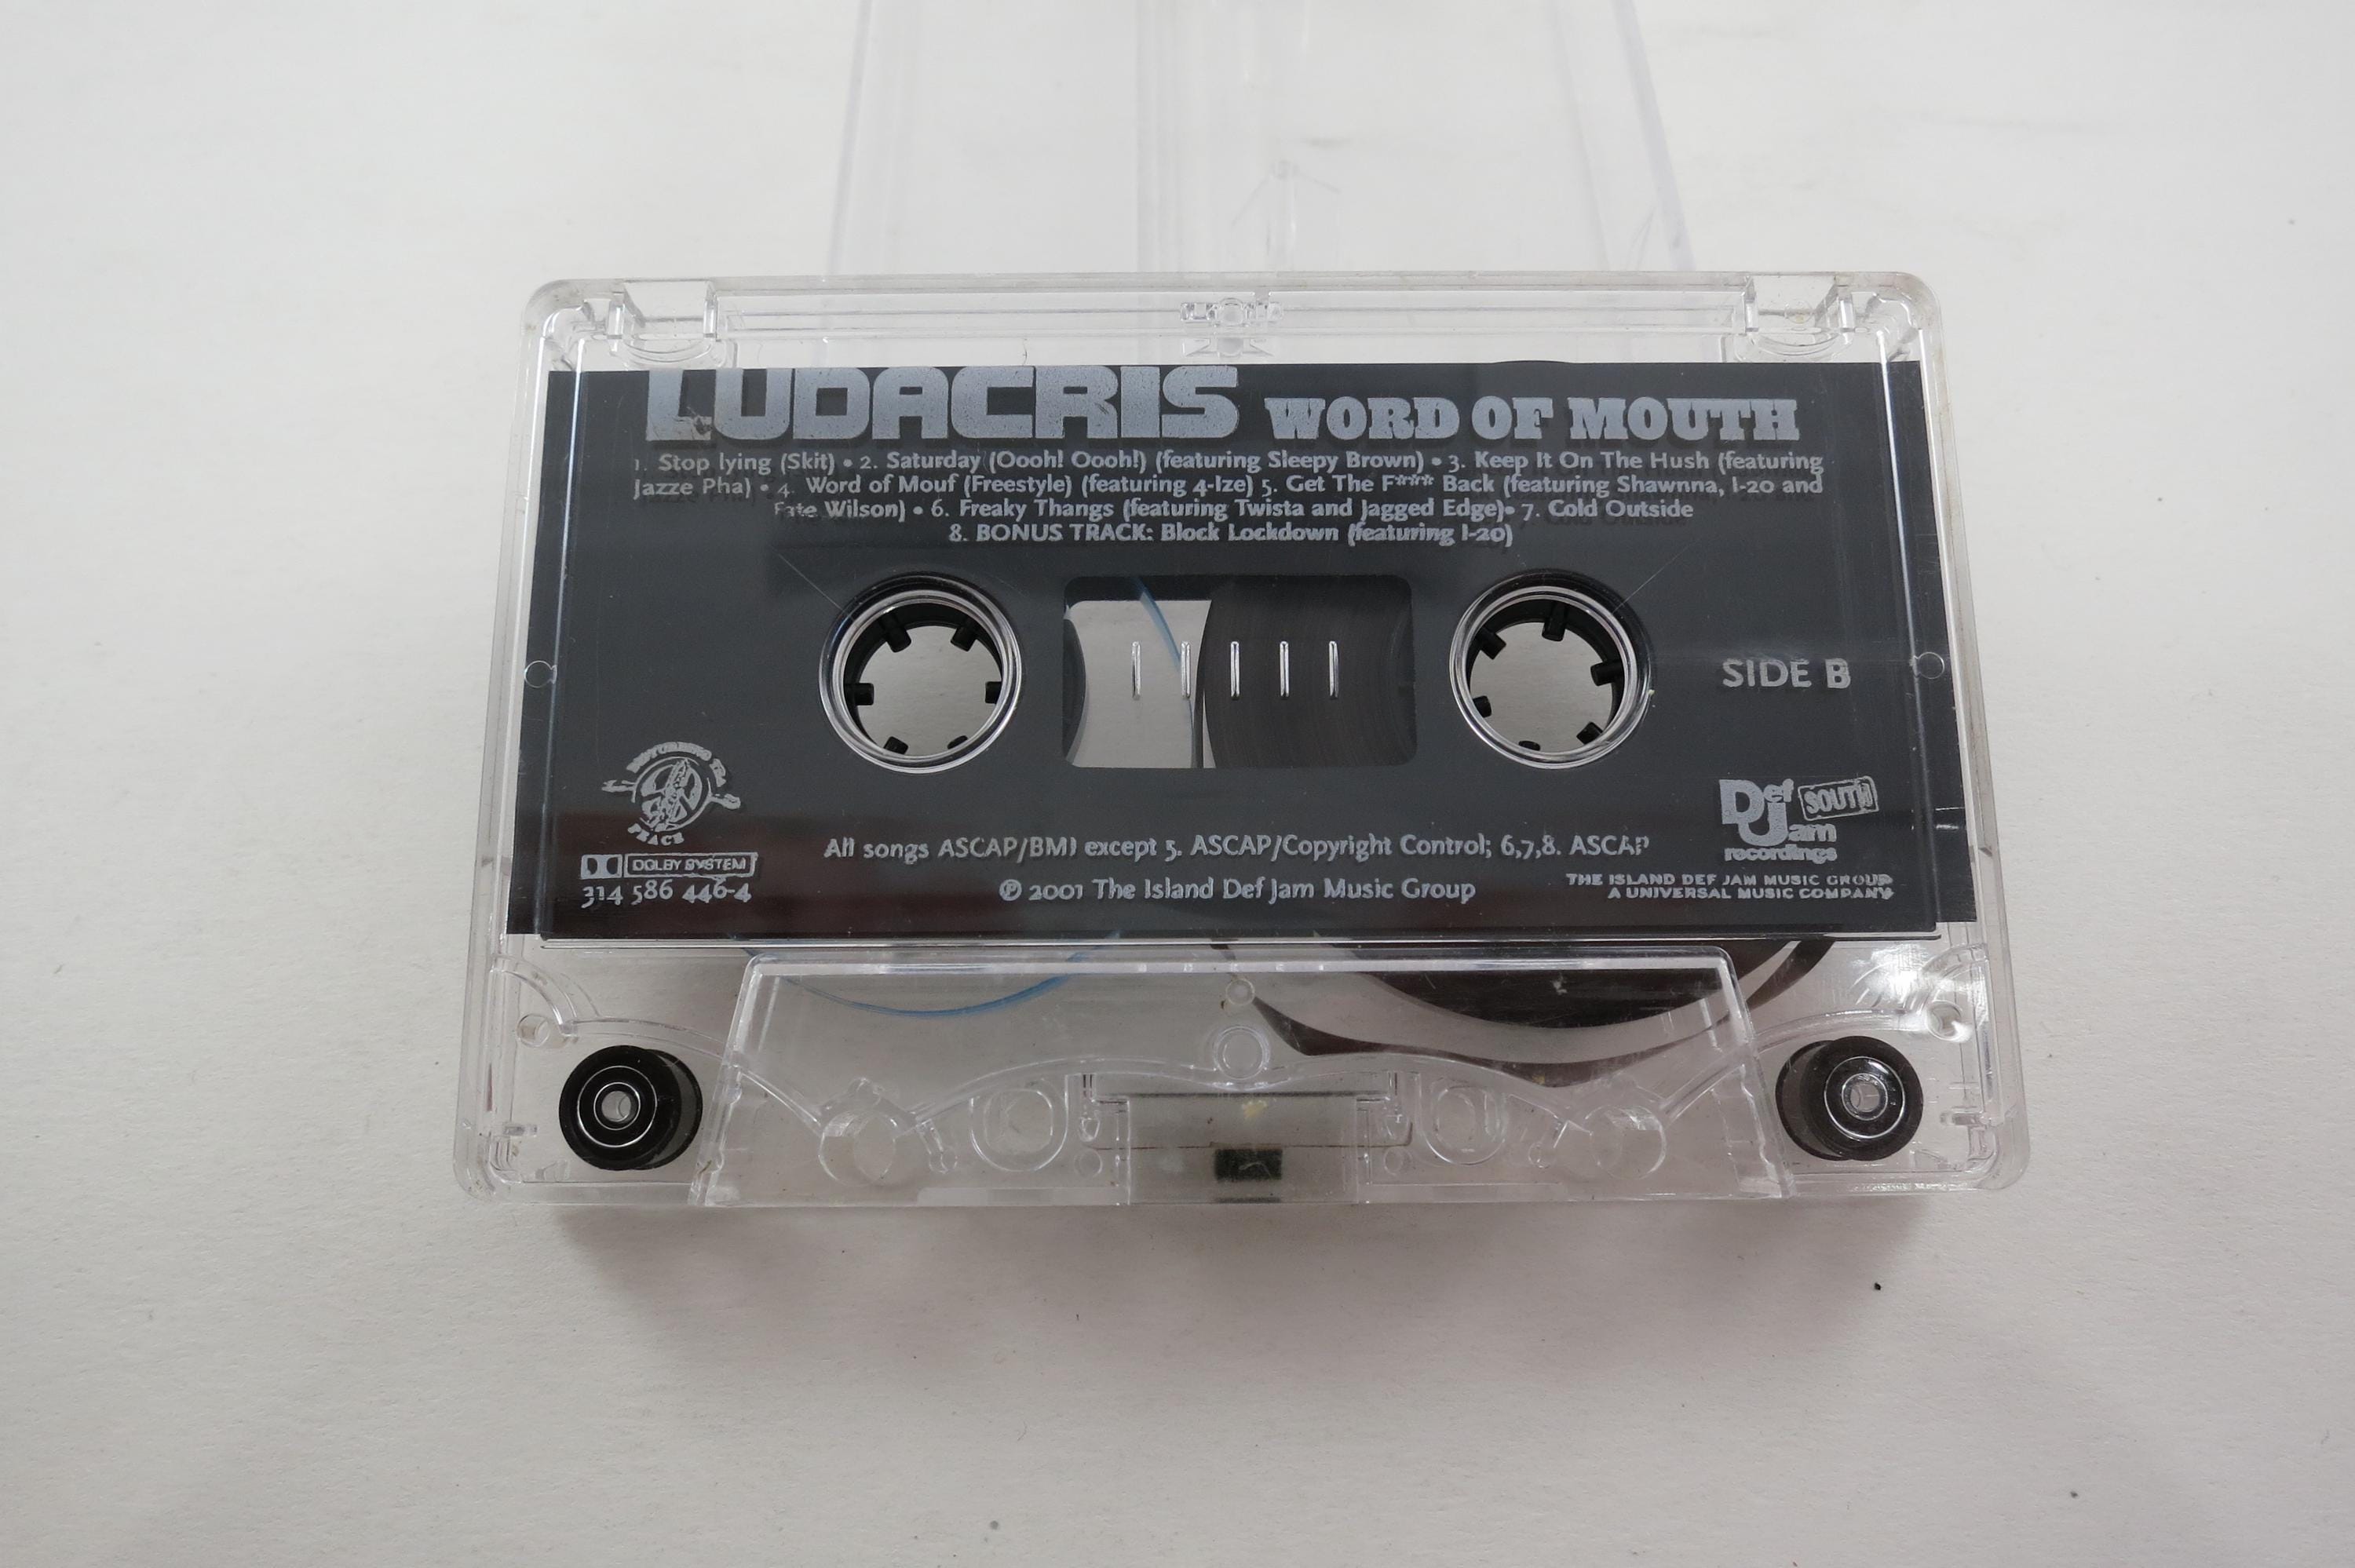 LUDACRIS WORD OF MOUTH
1. Stop lying (Skit) • 2. Saturday (Oooh! Oooh!) (featuring Sleepy Brown) • 3. Keep It On The Hush (featuring
Jazze Pha) • 4. Word of Mouf (Freestyle) (featuring 4-Ize) 5. Get The F*** Back (featuring Shawnna, I-20 and
Fate Wilson) • 6. Freaky Thangs (featuring Twista and Jagged Edge)• 7. Cold Outside
8. BONUS TRACK: Block Lockdown (featuring I-20)
SIDE B
DISTURBING THA
PEACE
Def SOUTH
Jam
recordings
All songs ASCAP/BMI except 5. ASCAP/Copyright Control; 6,7,8. ASCAP
DOLBY SYSTEM
314 586 446-4
℗ 2001 The Island Def Jam Music Group
THE ISLAND DEF JAM MUSIC GROUP
A UNIVERSAL MUSIC COMPANY